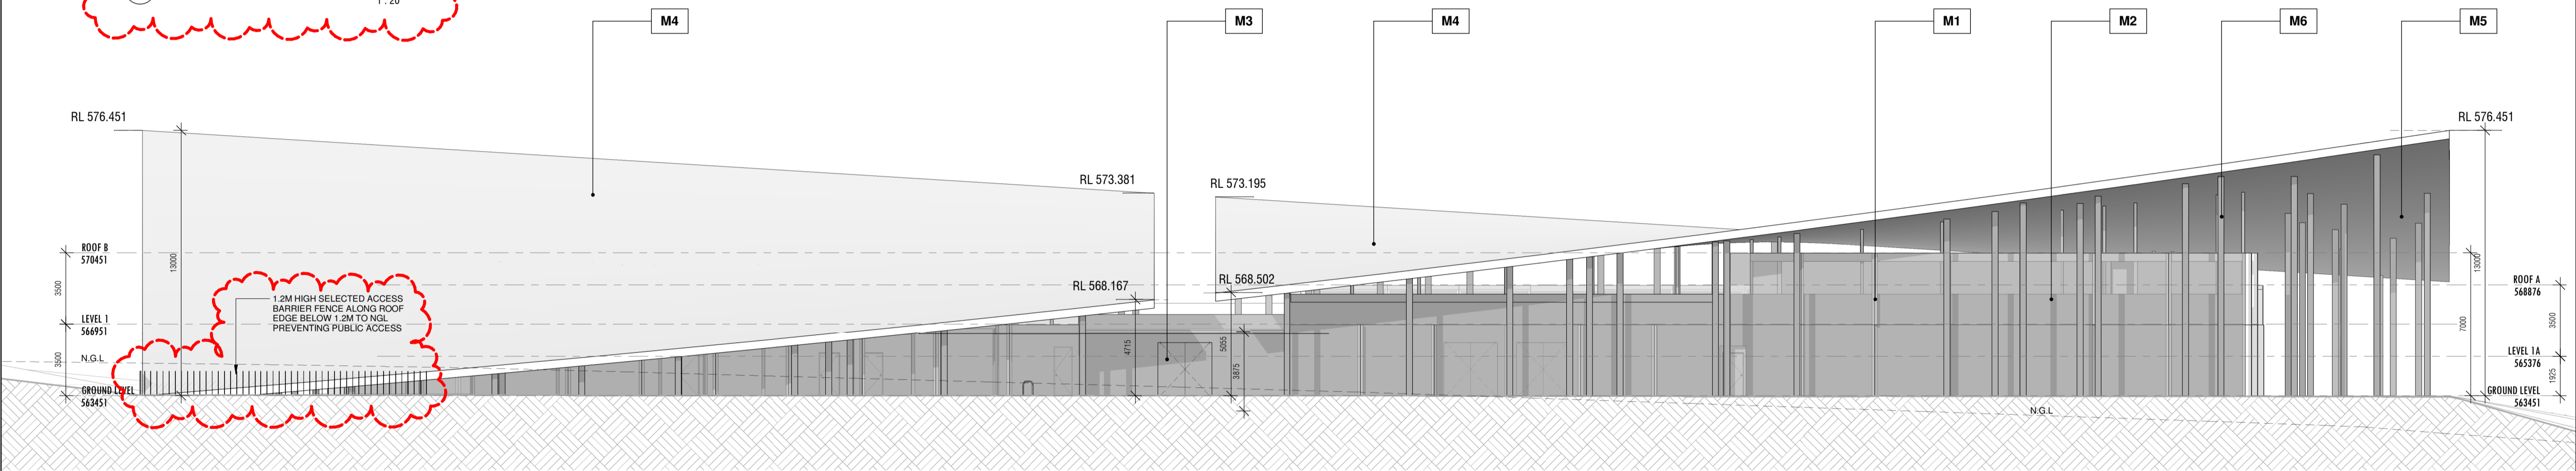 1 : 20
M4
M3
M4
M1
M2
M6
M5
RL 576.451
RL 573.381
RL 573.195
RL 576.451
ROOF B
570451
13000
3500
1.2M HIGH SELECTED ACCESS
BARRIER FENCE ALONG ROOF
EDGE BELOW 1.2M TO NGL
PREVENTING PUBLIC ACCESS
LEVEL 1
566951
3500
N.G.L
GROUND LEVEL
563451
RL 568.167
RL 568.502
4715
5055
3875
13000
ROOF A
568876
7000
3500
LEVEL 1A
565376
1925
GROUND LEVEL
563451
N.G.L